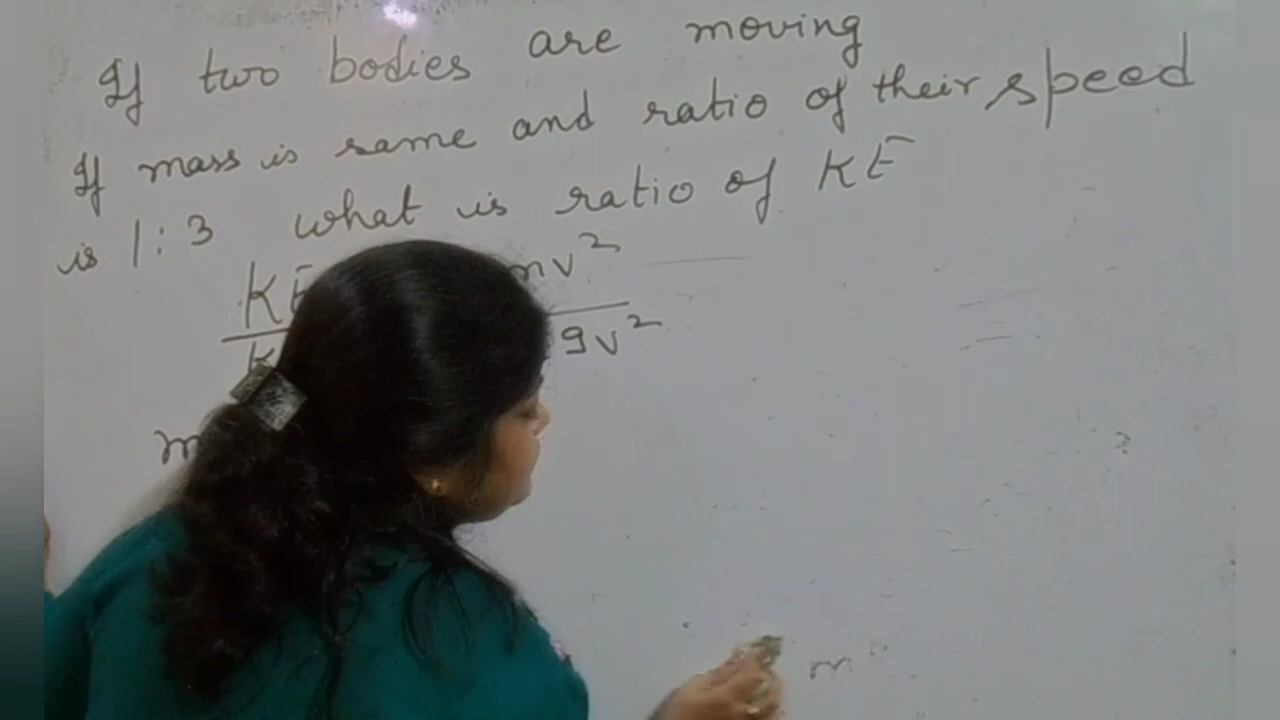 If two bodies are moving
If mass is same and ratio of their speed
is 1:3 what is ratio of KE
KE mv²
K 9v²
m
m